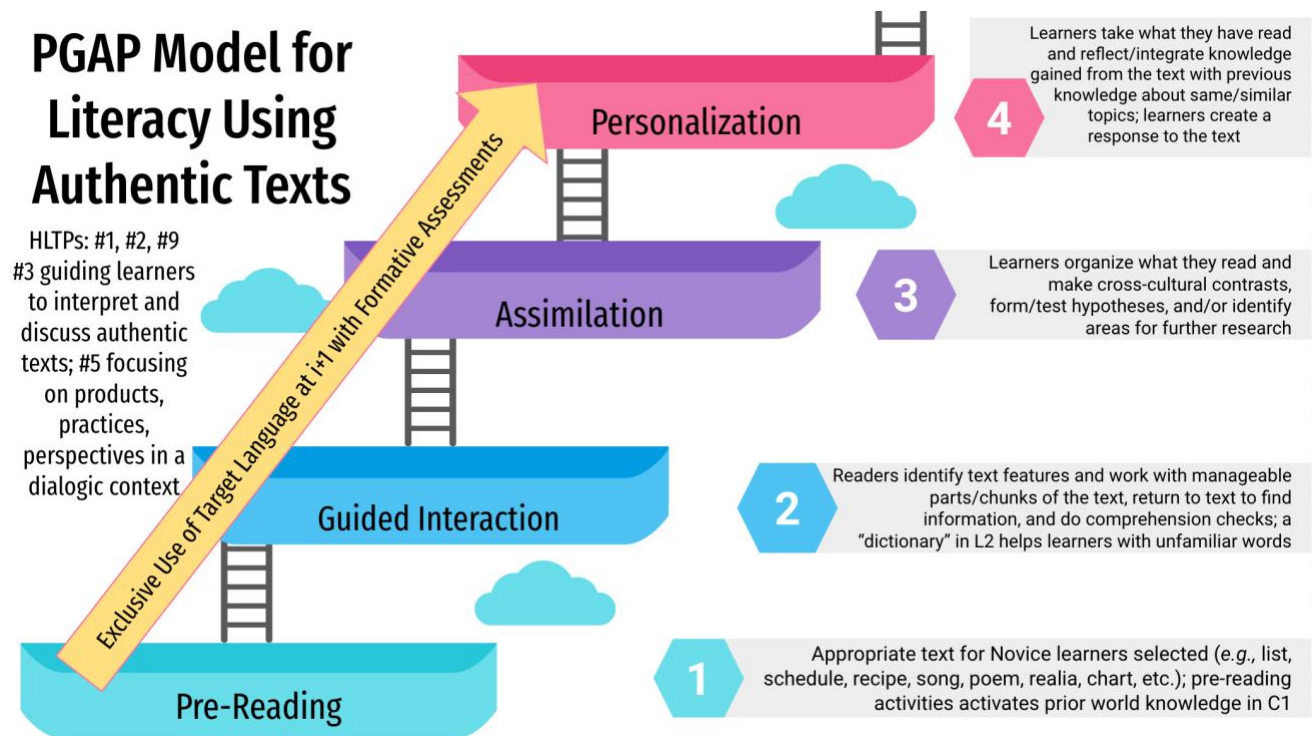 PGAP Model for
Literacy Using
Authentic Texts
HLTPs: #1, #2, #9
#3 guiding learners
to interpret and
discuss authentic
texts; #5 focusing
on products,
practices,
perspectives in a
dialogic context
Exclusive Use of Target Language at i+1 with Formative Assessments
Personalization
4
Learners take what they have read
and reflect/integrate knowledge
gained from the text with previous
knowledge about same/similar
topics; learners create a
response to the text
Assimilation
3
Learners organize what they read and
make cross-cultural contrasts,
form/test hypotheses, and/or identify
areas for further research
Guided Interaction
2
Readers identify text features and work with manageable
parts/chunks of the text, return to text to find
information, and do comprehension checks; a
“dictionary” in L2 helps learners with unfamiliar words
Pre-Reading
1
Appropriate text for Novice learners selected (e.g., list,
schedule, recipe, song, poem, realia, chart, etc.); pre-reading
activities activates prior world knowledge in C1